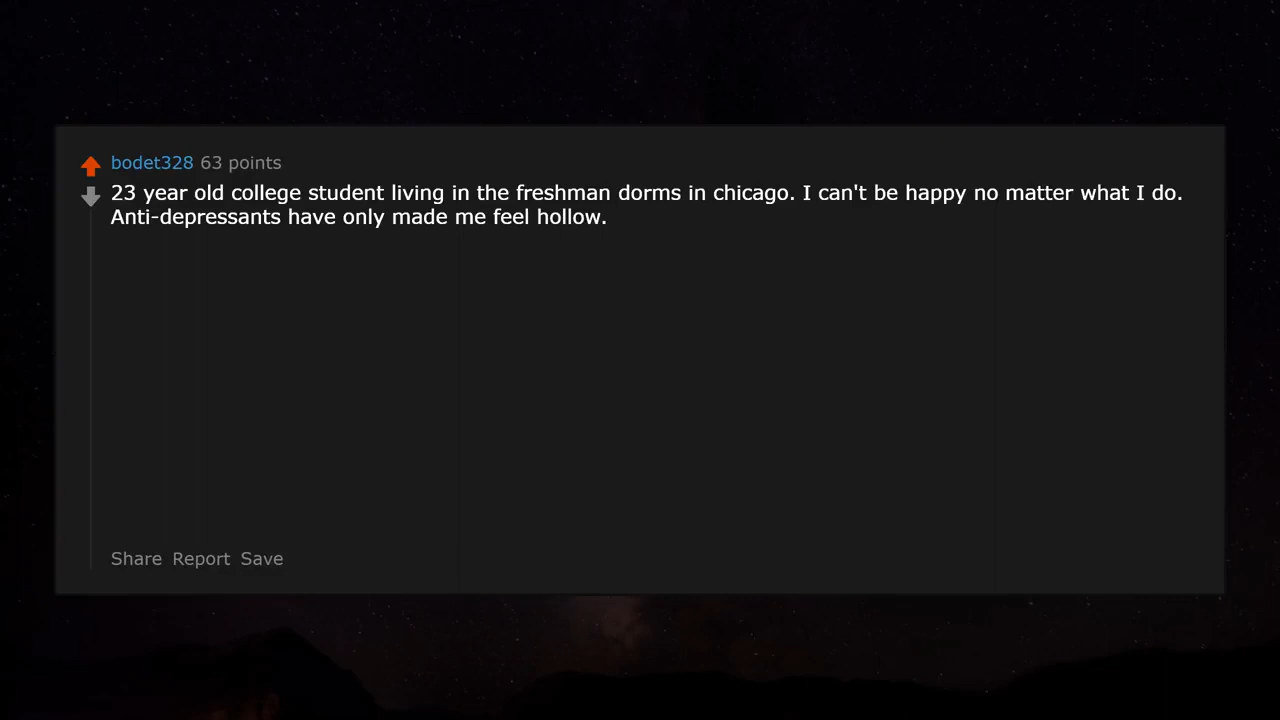 bodet328 63 points
23 year old college student living in the freshman dorms in chicago. I can't be happy no matter what I do.
Anti-depressants have only made me feel hollow.
Share Report Save